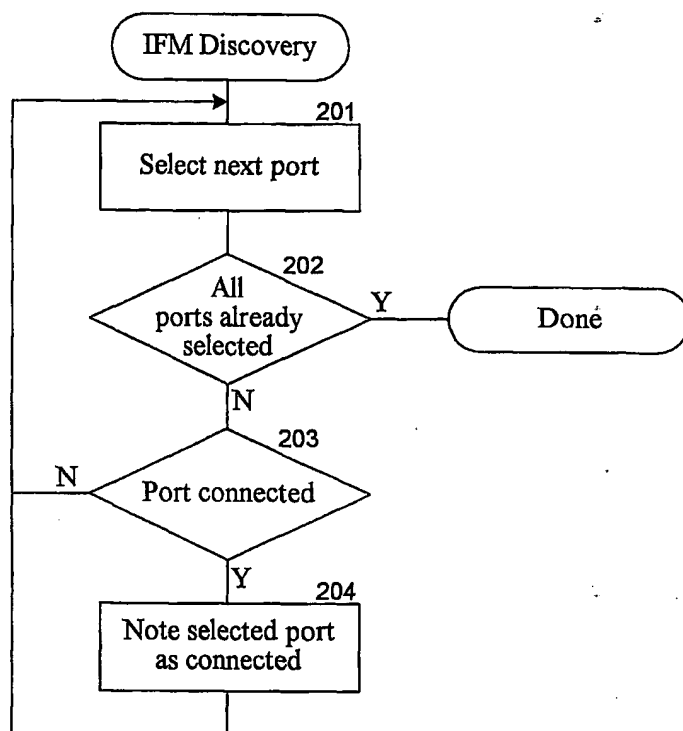 IFM Discovery
201
Select next port
202
All
ports already
selected
Y
Done
N
203
N
Port connected
Y
204
Note selected port
as connected